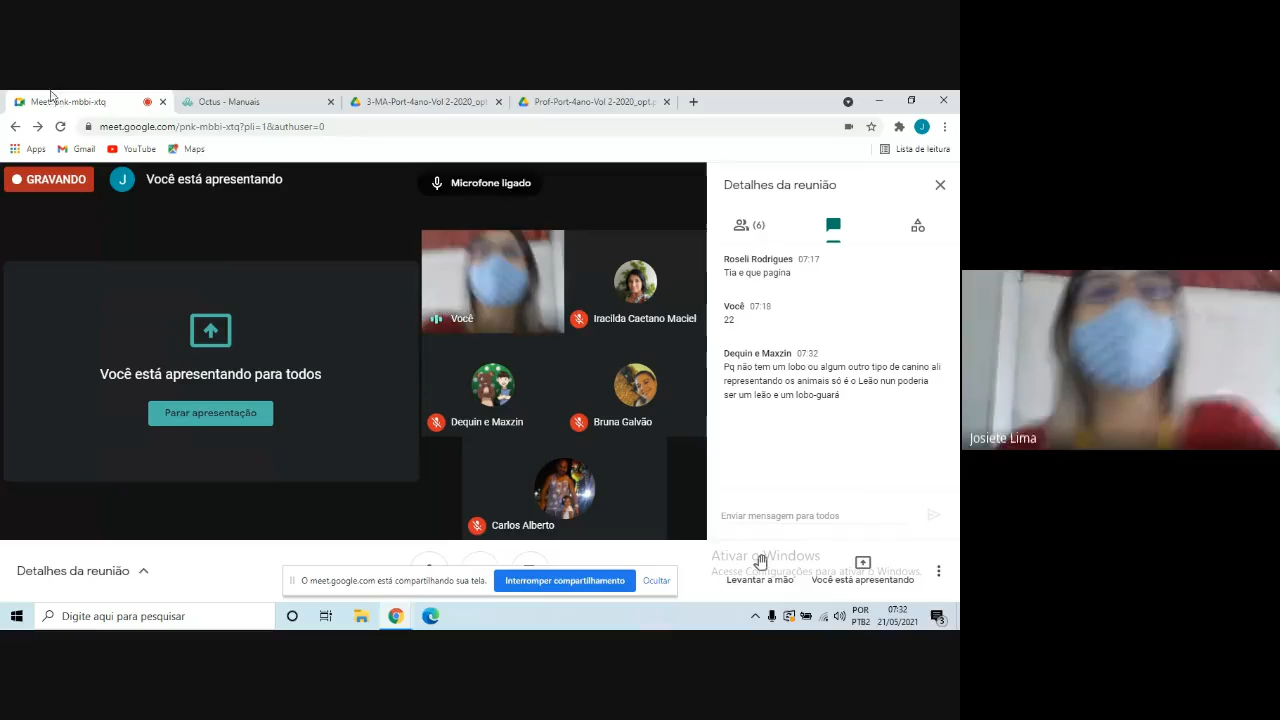 Meet: pnk-mbbi-xtq
Octus - Manuais
3-MA-Port-4ano-Vol 2-2020_opt
Prof-Port-4ano-Vol 2-2020_opt.p
meet.google.com/pnk-mbbi-xtq?pli=1&authuser=0
Apps
Gmail
YouTube
Maps
Lista de leitura
GRAVANDO
J
Você está apresentando
Microfone ligado
Detalhes da reunião
(6)
Roseli Rodrigues 07:17
Tia e que pagina
Você 07:18
22
Dequin e Maxzin 07:32
Pq não tem um lobo ou algum outro tipo de canino ali
representando os animais só é o Leão nun poderia
ser um leão e um lobo-guará
Você
Iracilda Caetano Maciel
Você está apresentando para todos
Parar apresentação
Dequin e Maxzin
Bruna Galvão
Carlos Alberto
Josiete Lima
Enviar mensagem para todos
Ativar o Windows
Acesse Configurações para ativar o Windows.
Detalhes da reunião
Levantar a mão
Você está apresentando
O meet.google.com está compartilhando sua tela.
Interromper compartilhamento
Ocultar
Digite aqui para pesquisar
POR
PTB2
07:32
21/05/2021
3